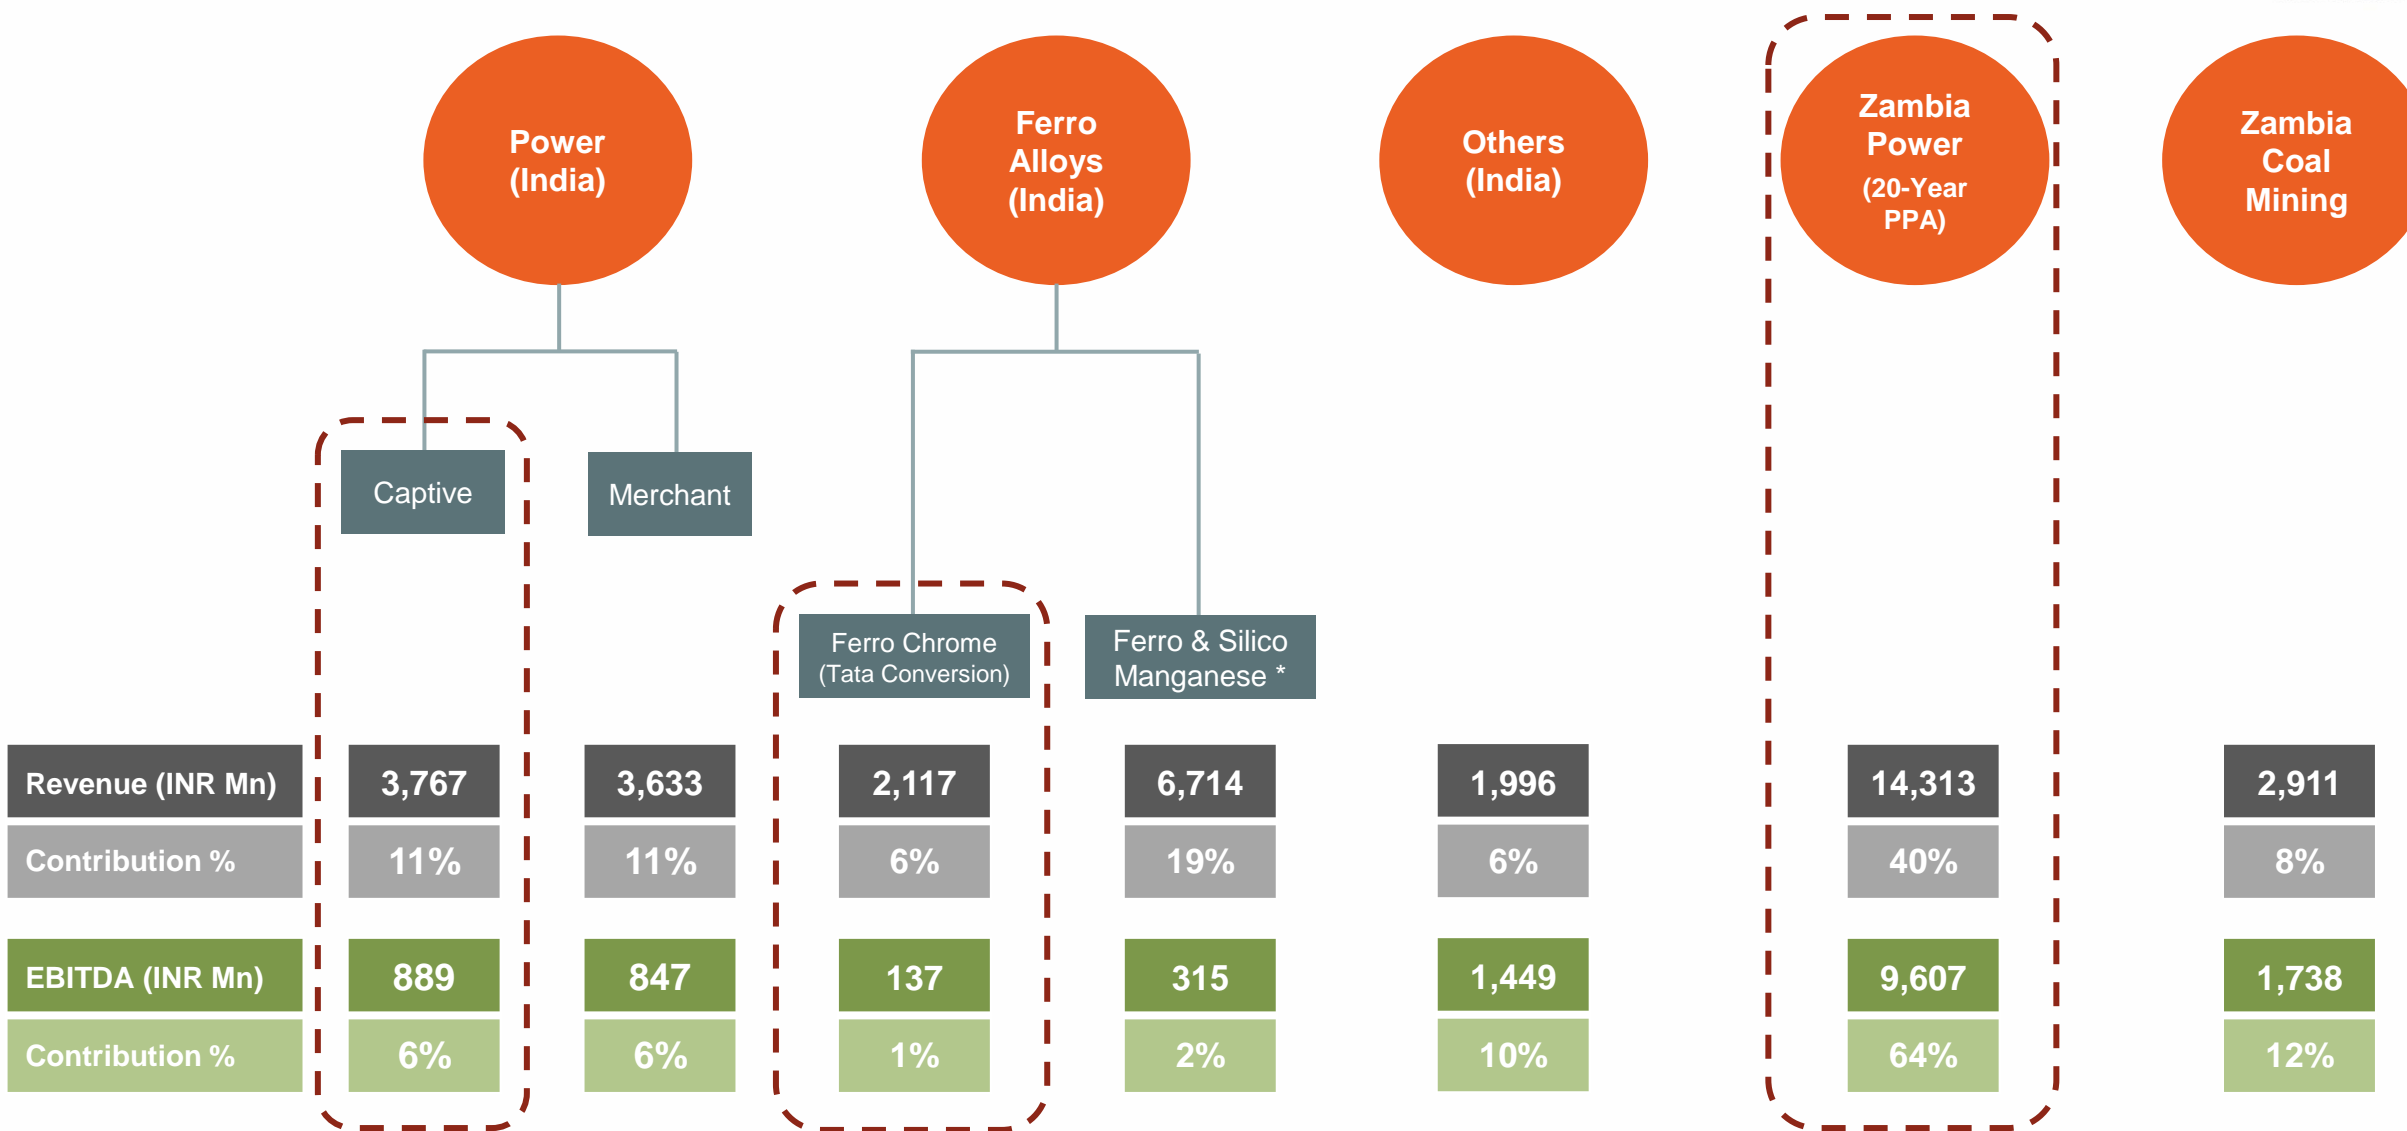 Power
(India)
Ferro
Alloys
(India)
Others
(India)
Zambia
Power
(20-Year
PPA)
Zambia
Coal
Mining
Captive
Merchant
Ferro Chrome
(Tata Conversion)
Ferro & Silico
Manganese *
Revenue (INR Mn) 3,767 3,633 2,117 6,714 1,996 14,313 2,911
Contribution % 11% 11% 6% 19% 6% 40% 8%
EBITDA (INR Mn) 889 847 137 315 1,449 9,607 1,738
Contribution % 6% 6% 1% 2% 10% 64% 12%